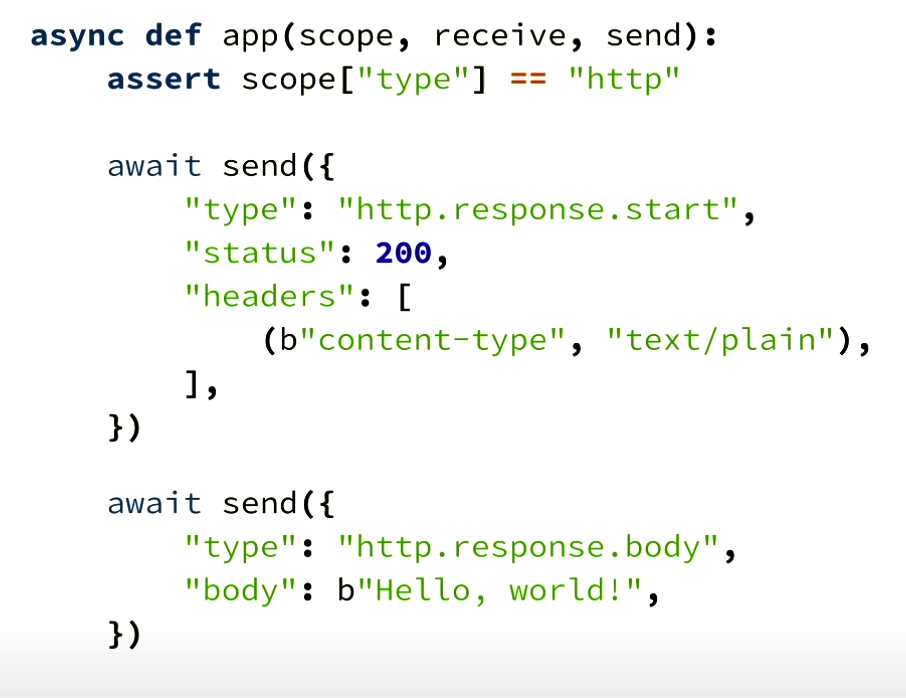 async def app(scope, receive, send):
    assert scope["type"] == "http"

    await send({
        "type": "http.response.start",
        "status": 200,
        "headers": [
            (b"content-type", "text/plain"),
        ],
    })

    await send({
        "type": "http.response.body",
        "body": b"Hello, world!",
    })